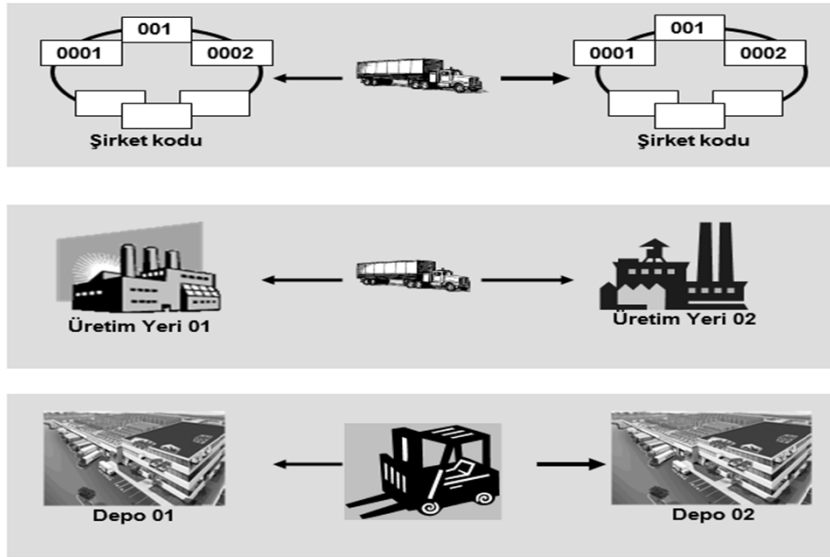 001
0001
0002
Şirket kodu
001
0001
0002
Şirket kodu
Üretim Yeri 01
Üretim Yeri 02
Depo 01
Depo 02